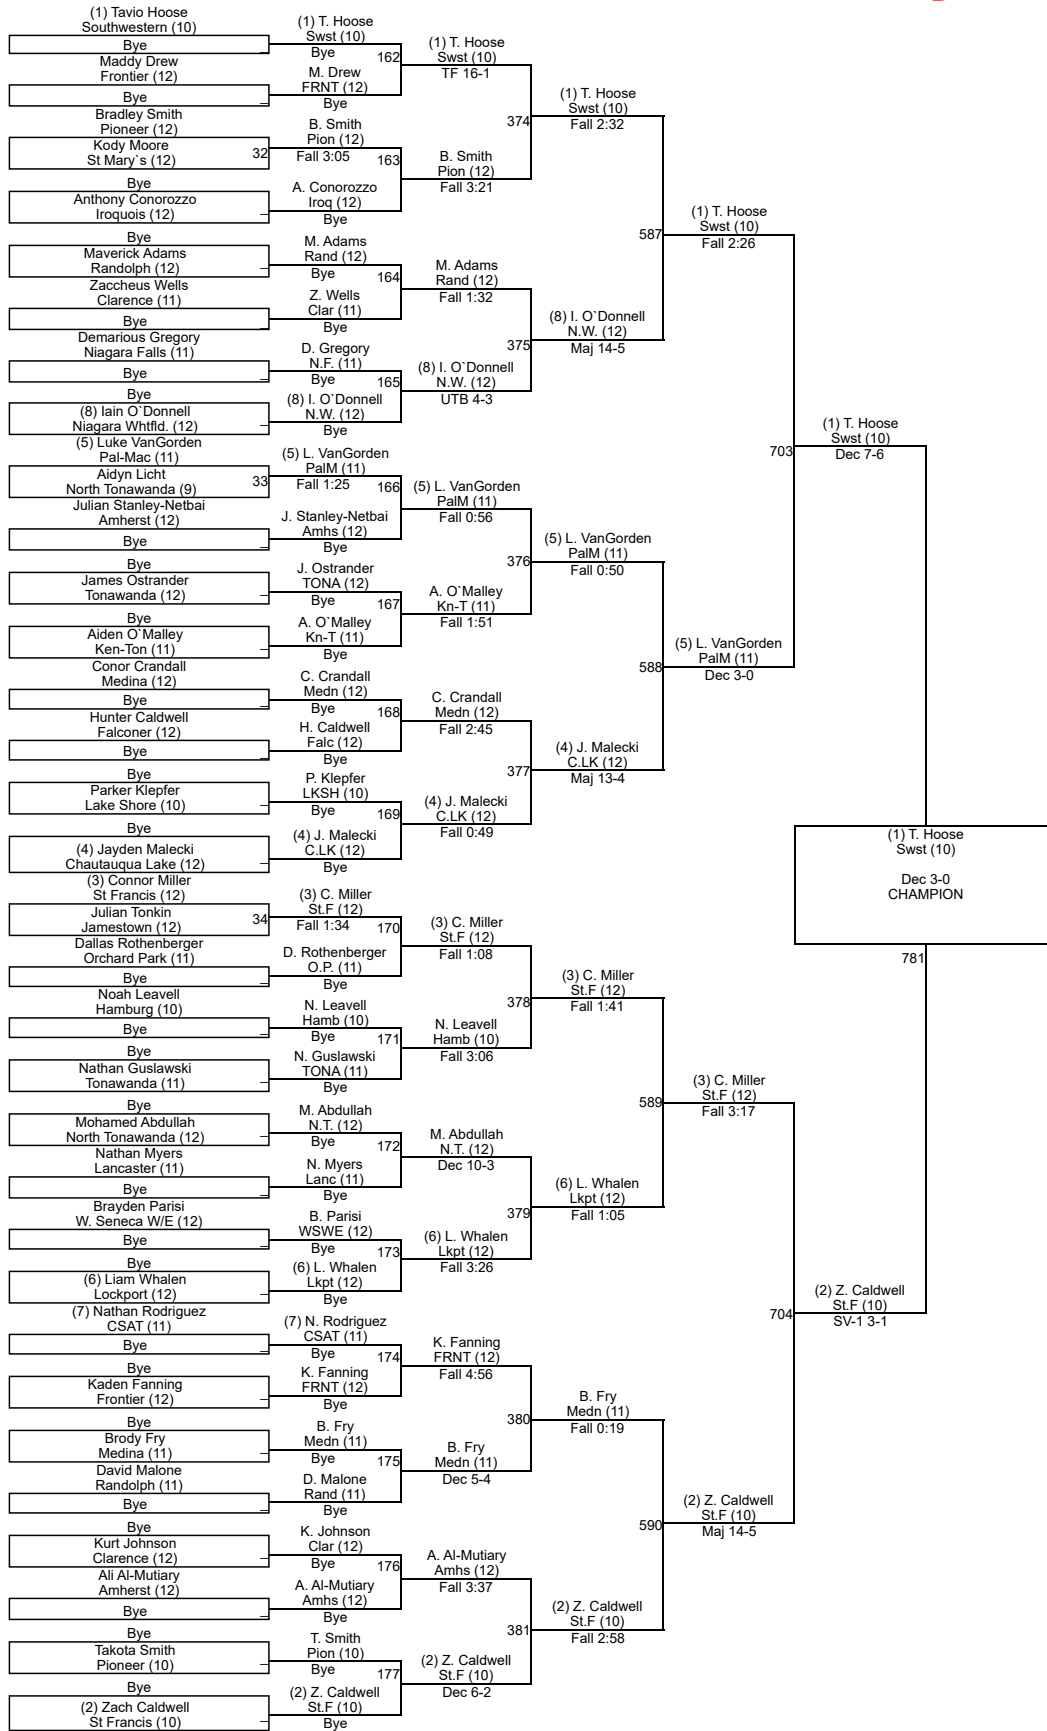 (1) Tavio Hoose
Southwestern (10)
Bye
Maddy Drew
Frontier (12)
Bye
Bradley Smith
Pioneer (12)
Kody Moore
St Mary`s (12)
32
Bye
Anthony Conorozzo
Iroquois (12)
Bye
Maverick Adams
Randolph (12)
Zaccheus Wells
Clarence (11)
Bye
Demarious Gregory
Niagara Falls (11)
Bye
Bye
(8) Iain O`Donnell
Niagara Whtfld. (12)
(5) Luke VanGorden
Pal-Mac (11)
Aidyn Licht
North Tonawanda (9)
33
Julian Stanley-Netbai
Amherst (12)
Bye
Bye
James Ostrander
Tonawanda (12)
Bye
Aiden O`Malley
Ken-Ton (11)
Conor Crandall
Medina (12)
Bye
Hunter Caldwell
Falconer (12)
Bye
Bye
Parker Klepfer
Lake Shore (10)
Bye
(4) Jayden Malecki
Chautauqua Lake (12)
(3) Connor Miller
St Francis (12)
Julian Tonkin
Jamestown (12)
34
Dallas Rothenberger
Orchard Park (11)
Bye
Noah Leavell
Hamburg (10)
Bye
Bye
Nathan Guslawski
Tonawanda (11)
Bye
Mohamed Abdullah
North Tonawanda (12)
Nathan Myers
Lancaster (11)
Bye
Brayden Parisi
W. Seneca W/E (12)
Bye
Bye
(6) Liam Whalen
Lockport (12)
(7) Nathan Rodriguez
CSAT (11)
Bye
Bye
Kaden Fanning
Frontier (12)
Bye
Brody Fry
Medina (11)
David Malone
Randolph (11)
Bye
Bye
Kurt Johnson
Clarence (12)
Ali Al-Mutiary
Amherst (12)
Bye
Bye
Takota Smith
Pioneer (10)
Bye
(2) Zach Caldwell
St Francis (10)
(1) T. Hoose
Swst (10)
Bye
162
M. Drew
FRNT (12)
Bye
B. Smith
Pion (12)
Fall 3:05
163
A. Conorozzo
Iroq (12)
Bye
M. Adams
Rand (12)
Bye
164
Z. Wells
Clar (11)
Bye
D. Gregory
N.F. (11)
Bye
165
(8) I. O`Donnell
N.W. (12)
Bye
(5) L. VanGorden
PalM (11)
Fall 1:25
166
J. Stanley-Netbai
Amhs (12)
Bye
J. Ostrander
TONA (12)
Bye
167
A. O`Malley
Kn-T (11)
Bye
C. Crandall
Medn (12)
Bye
168
H. Caldwell
Falc (12)
Bye
P. Klepfer
LKSH (10)
Bye
169
(4) J. Malecki
C.LK (12)
Bye
(3) C. Miller
St.F (12)
Fall 1:34
170
D. Rothenberger
O.P. (11)
Bye
N. Leavell
Hamb (10)
Bye
171
N. Guslawski
TONA (11)
Bye
M. Abdullah
N.T. (12)
Bye
172
N. Myers
Lanc (11)
Bye
B. Parisi
WSWE (12)
Bye
173
(6) L. Whalen
Lkpt (12)
Bye
(7) N. Rodriguez
CSAT (11)
Bye
174
K. Fanning
FRNT (12)
Bye
B. Fry
Medn (11)
Bye
175
D. Malone
Rand (11)
Bye
K. Johnson
Clar (12)
Bye
176
A. Al-Mutiary
Amhs (12)
Bye
T. Smith
Pion (10)
Bye
177
(2) Z. Caldwell
St.F (10)
Bye
(1) T. Hoose
Swst (10)
TF 16-1
374
B. Smith
Pion (12)
Fall 3:21
M. Adams
Rand (12)
Fall 1:32
375
(8) I. O`Donnell
N.W. (12)
UTB 4-3
(5) L. VanGorden
PalM (11)
Fall 0:56
376
A. O`Malley
Kn-T (11)
Fall 1:51
C. Crandall
Medn (12)
Fall 2:45
377
(4) J. Malecki
C.LK (12)
Fall 0:49
(3) C. Miller
St.F (12)
Fall 1:08
378
N. Leavell
Hamb (10)
Fall 3:06
M. Abdullah
N.T. (12)
Dec 10-3
379
(6) L. Whalen
Lkpt (12)
Fall 3:26
K. Fanning
FRNT (12)
Fall 4:56
380
B. Fry
Medn (11)
Dec 5-4
A. Al-Mutiary
Amhs (12)
Fall 3:37
381
(2) Z. Caldwell
St.F (10)
Dec 6-2
(1) T. Hoose
Swst (10)
Fall 2:32
587
(8) I. O`Donnell
N.W. (12)
Maj 14-5
(5) L. VanGorden
PalM (11)
Fall 0:50
588
(4) J. Malecki
C.LK (12)
Maj 13-4
(3) C. Miller
St.F (12)
Fall 1:41
589
(6) L. Whalen
Lkpt (12)
Fall 1:05
B. Fry
Medn (11)
Fall 0:19
590
(2) Z. Caldwell
St.F (10)
Fall 2:58
(1) T. Hoose
Swst (10)
Fall 2:26
703
(5) L. VanGorden
PalM (11)
Dec 3-0
(3) C. Miller
St.F (12)
Fall 3:17
704
(2) Z. Caldwell
St.F (10)
Maj 14-5
(1) T. Hoose
Swst (10)
Dec 7-6
(2) Z. Caldwell
St.F (10)
SV-1 3-1
(1) T. Hoose
Swst (10)
Dec 3-0
CHAMPION
781